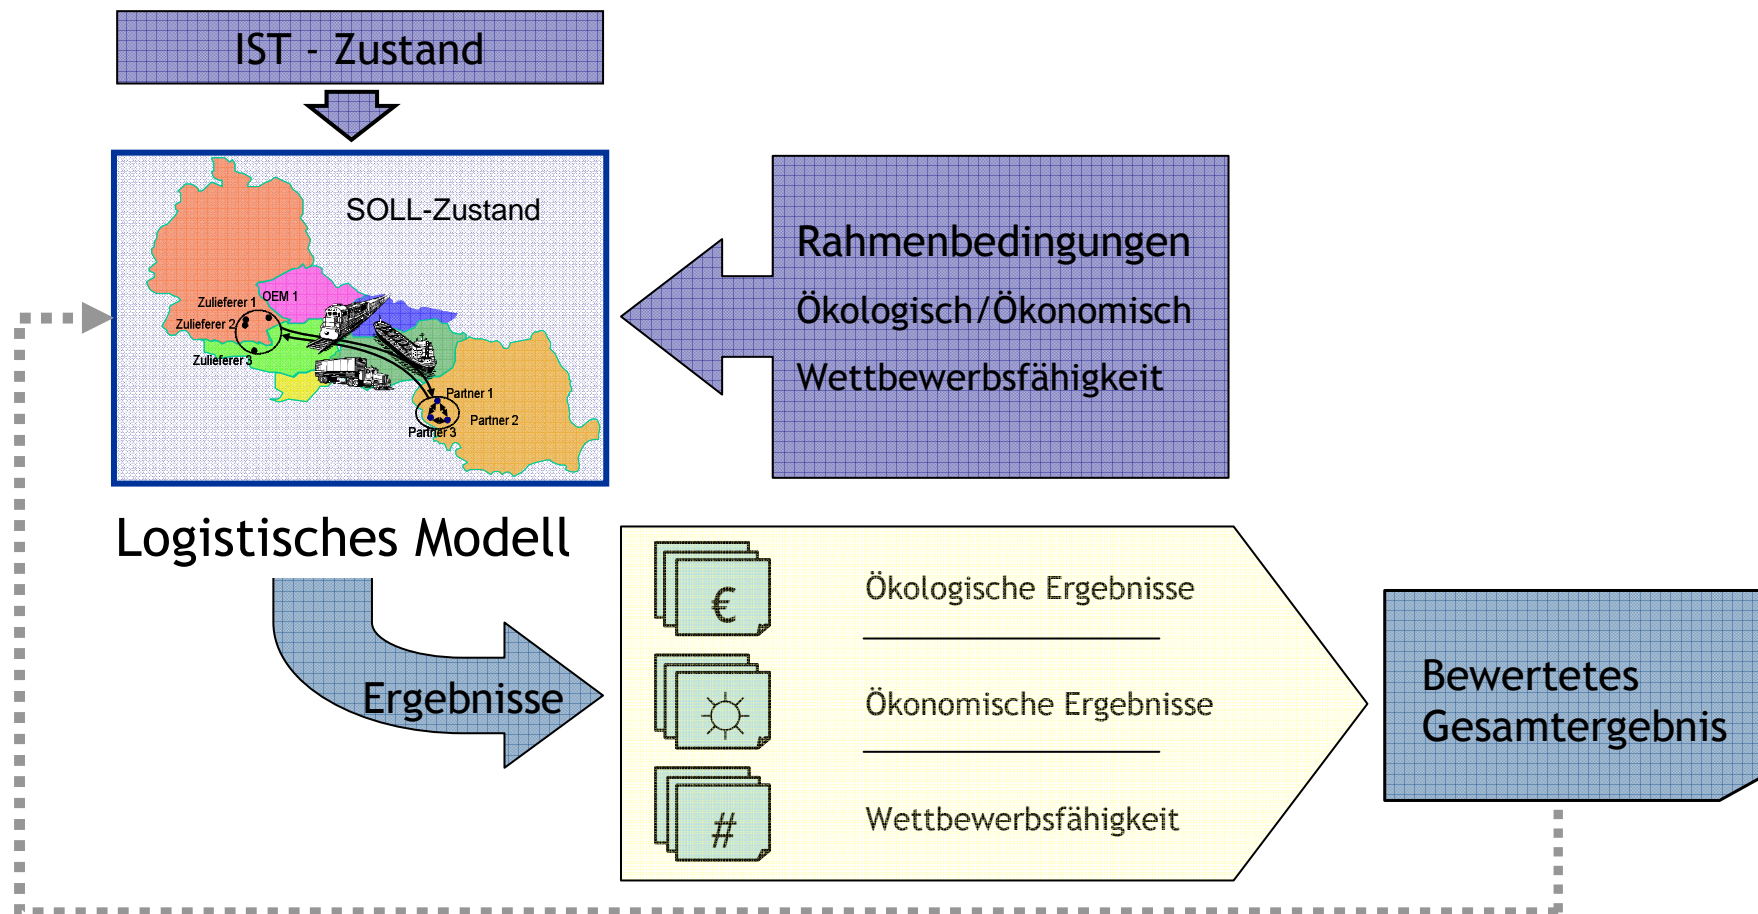 IST - Zustand
SOLL-Zustand
Zulieferer 1
OEM 1
Zulieferer 2
Zulieferer 3
Partner 1
Partner 2
Partner 3
Rahmenbedingungen
Ökologisch/Ökonomisch
Wettbewerbsfähigkeit
Logistisches Modell
Ergebnisse
€
Ökologische Ergebnisse
Ökonomische Ergebnisse
#
Wettbewerbsfähigkeit
Bewertetes
Gesamtergebnis